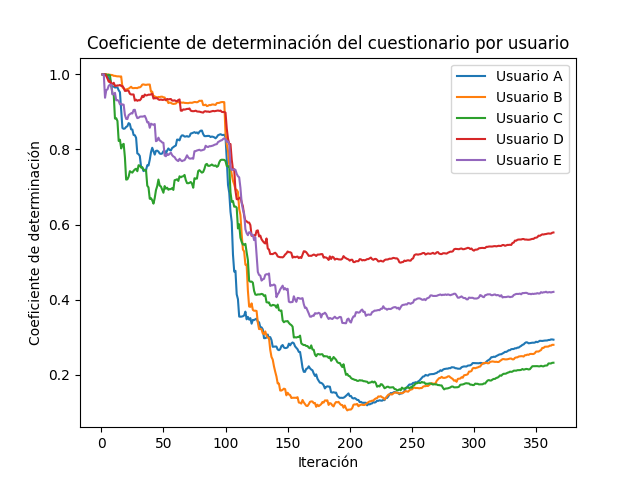 Coeficiente de determinación del cuestionario por usuario
Coeficiente de determinación
1.0
0.8
0.6
0.4
0.2
Usuario A
Usuario B
Usuario C
Usuario D
Usuario E
0 50 100 150 200 250 300 350
Iteración